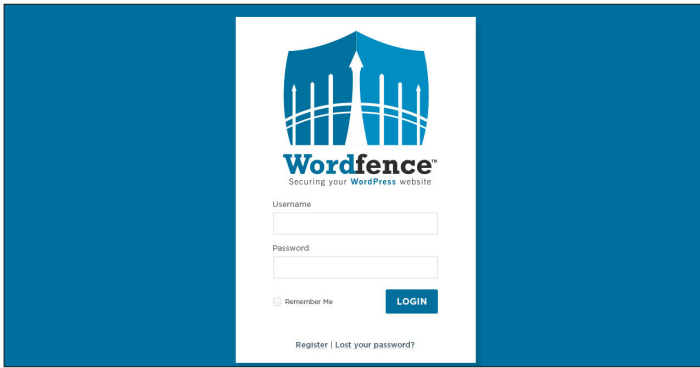 Wordfence™
Securing your WordPress website
Username
Password
Remember Me
LOGIN
Register | Lost your password?